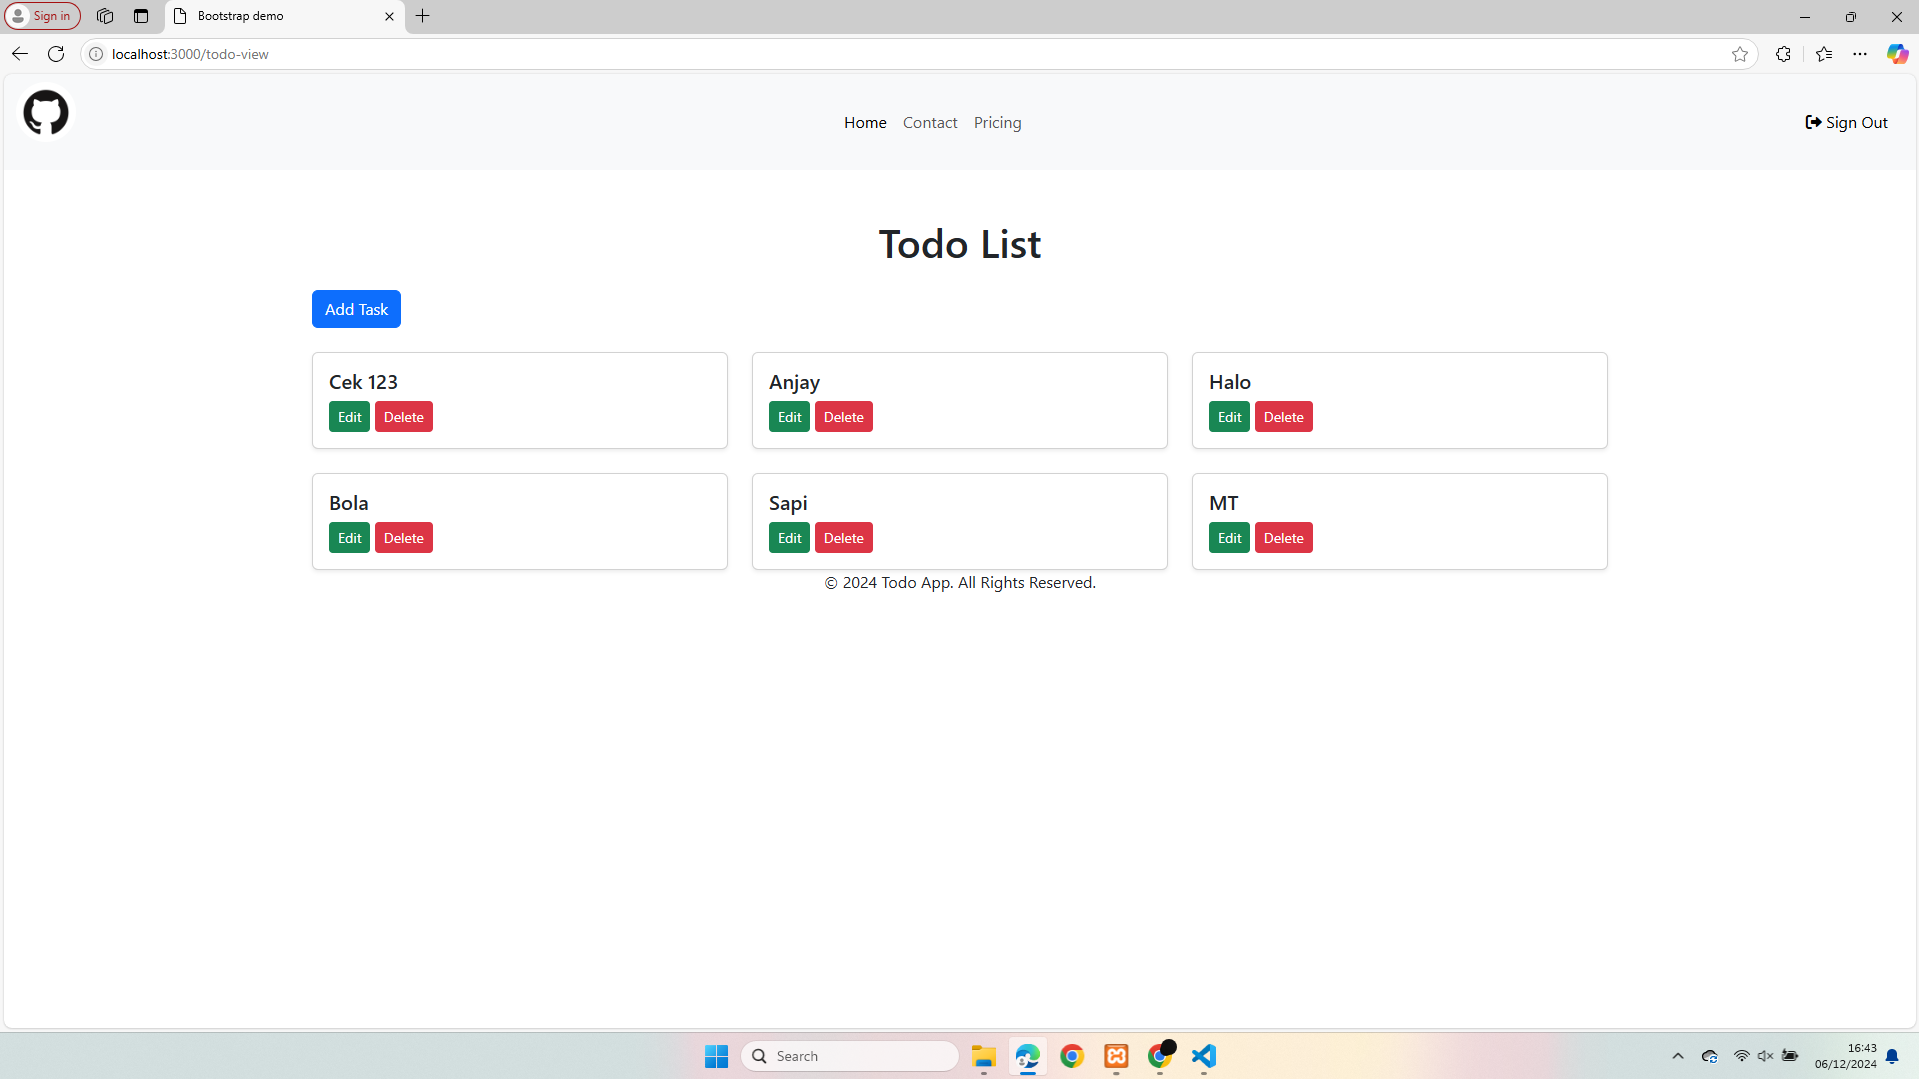 Sign in
Bootstrap demo
localhost:3000/todo-view
Home Contact Pricing
Sign Out
Todo List
Add Task
Cek 123
Edit Delete
Anjay
Edit Delete
Halo
Edit Delete
Bola
Edit Delete
Sapi
Edit Delete
MT
Edit Delete
© 2024 Todo App. All Rights Reserved.
Search
16:43
06/12/2024